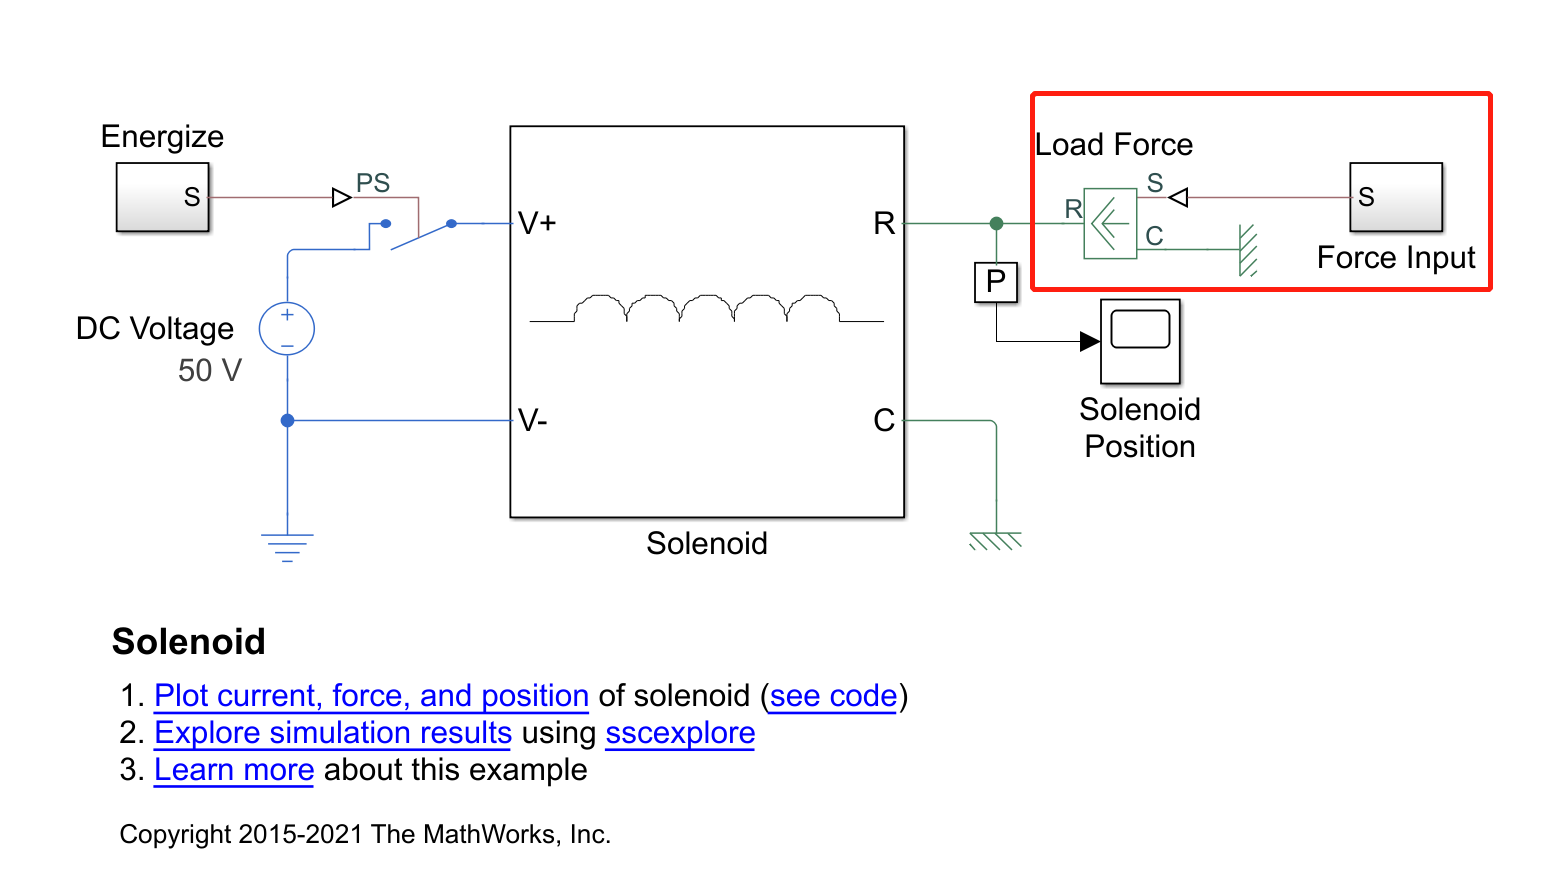 Energize
S
PS
DC Voltage
50 V
+
−
V+
V-
R
C
Solenoid
Load Force
R
S
C
S
Force Input
P
Solenoid
Position
Solenoid
1. Plot current, force, and position of solenoid (see code)
2. Explore simulation results using sscexplore
3. Learn more about this example
Copyright 2015-2021 The MathWorks, Inc.